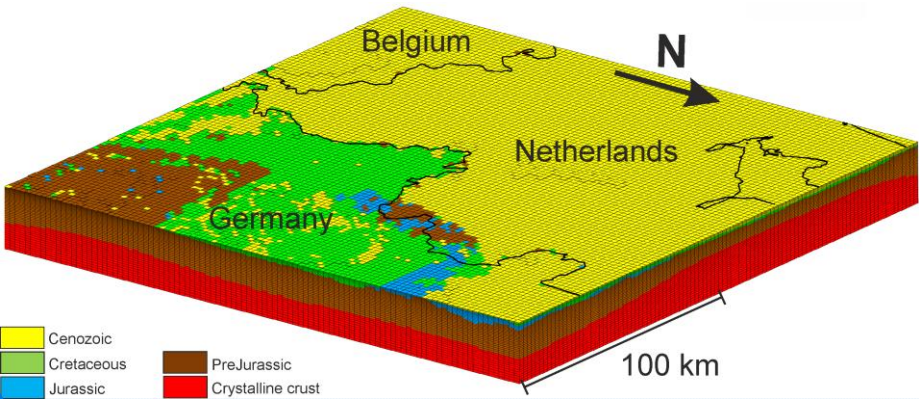 Belgium
N
Netherlands
Germany
Cenozoic
Cretaceous
PreJurassic
Jurassic
Crystalline crust
100 km